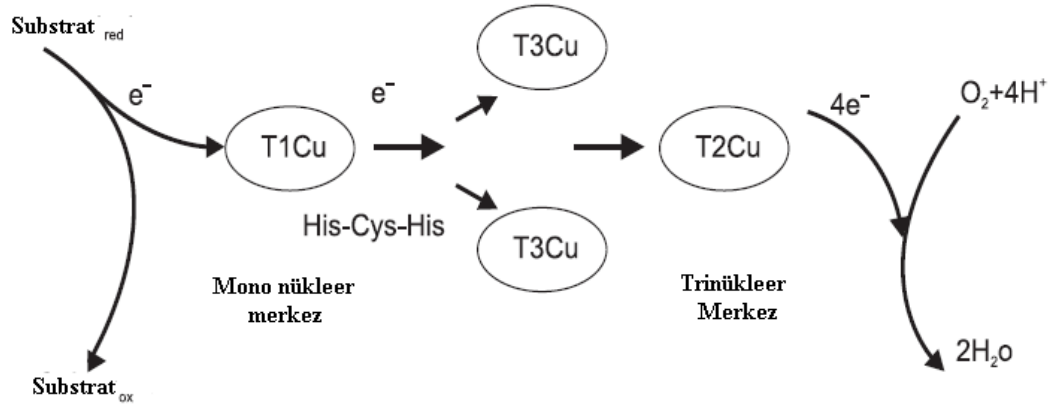 Substrat red
e⁻
T1Cu
e⁻
His-Cys-His
T3Cu
T3Cu
T2Cu
4e⁻
O₂+4H⁺
Mono nükleer
merkez
Trinükleer
Merkez
Substrat ox
2H₂o